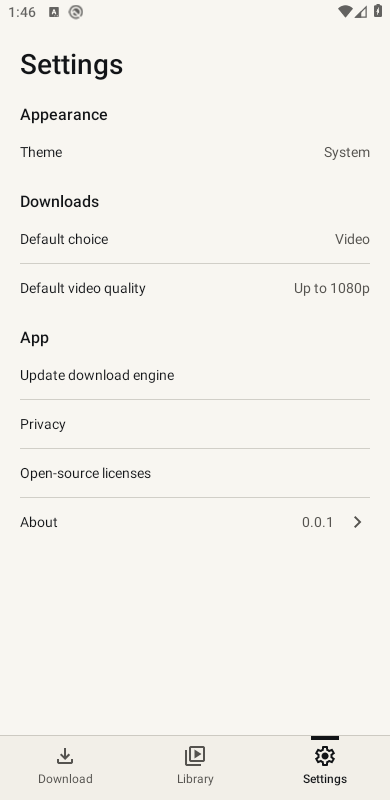 1:46
Settings
Appearance
Theme System
Downloads
Default choice Video
Default video quality Up to 1080p
App
Update download engine
Privacy
Open-source licenses
About 0.0.1
Download Library Settings